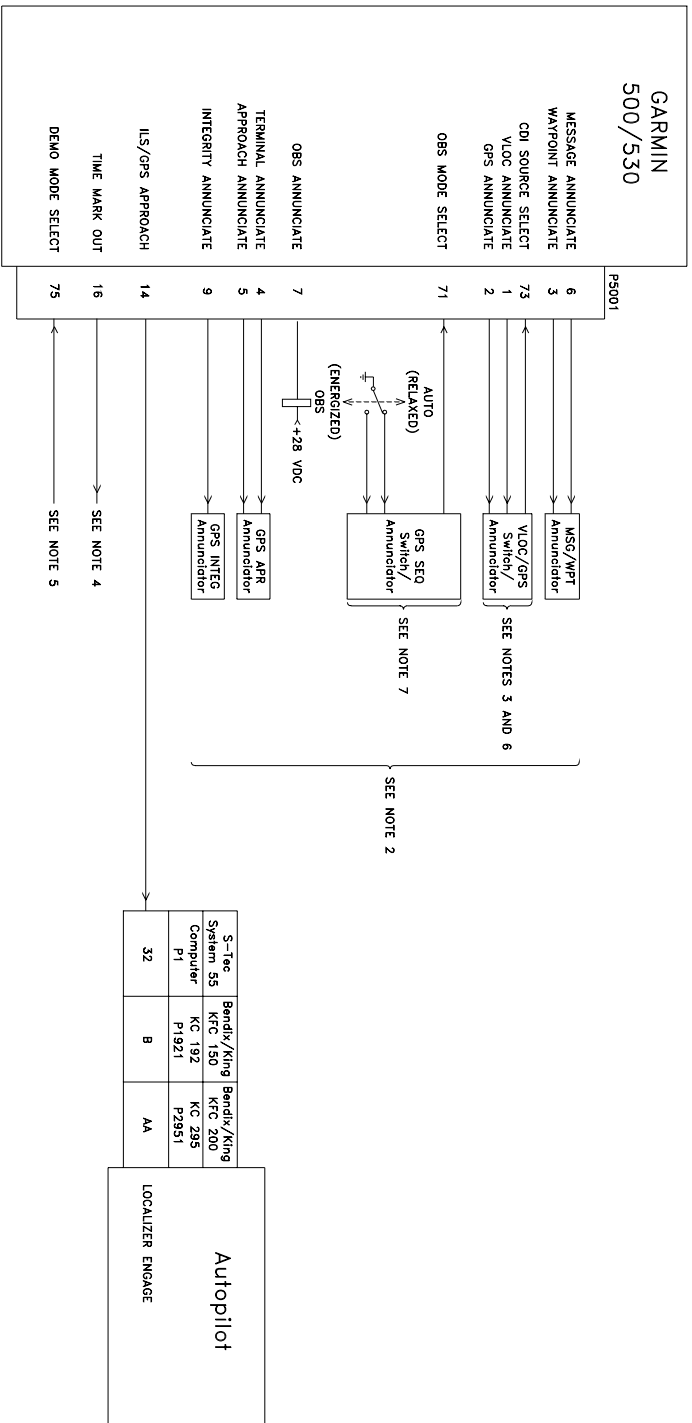 GARMIN
500/530
P5001
MESSAGE ANNUNCIATE 6
WAYPOINT ANNUNCIATE 3
MSG/WPT
Annunciator
CDI SOURCE SELECT 73
VLOC ANNUNCIATE 1
GPS ANNUNCIATE 2
VLOC/GPS
Switch/
Annunciator
SEE NOTES 3 AND 6
OBS MODE SELECT 71
GPS SEQ
Switch/
Annunciator
SEE NOTE 7
AUTO
(RELAXED)
OBS
(ENERGIZED)
SEE NOTE 2
OBS ANNUNCIATE 7
+28 VDC
TERMINAL ANNUNCIATE 4
APPROACH ANNUNCIATE 5
GPS APR
Annunciator
INTEGRITY ANNUNCIATE 9
GPS INTEG
Annunciator
ILS/GPS APPROACH 14
S-Tec
System 55
Computer
P1
32
Bendix/King
KFC 150
KC 192
P1921
B
Bendix/King
KFC 200
KC 295
P2951
AA
Autopilot
LOCALIZER ENGAGE
TIME MARK OUT 16
SEE NOTE 4
DEMO MODE SELECT 75
SEE NOTE 5